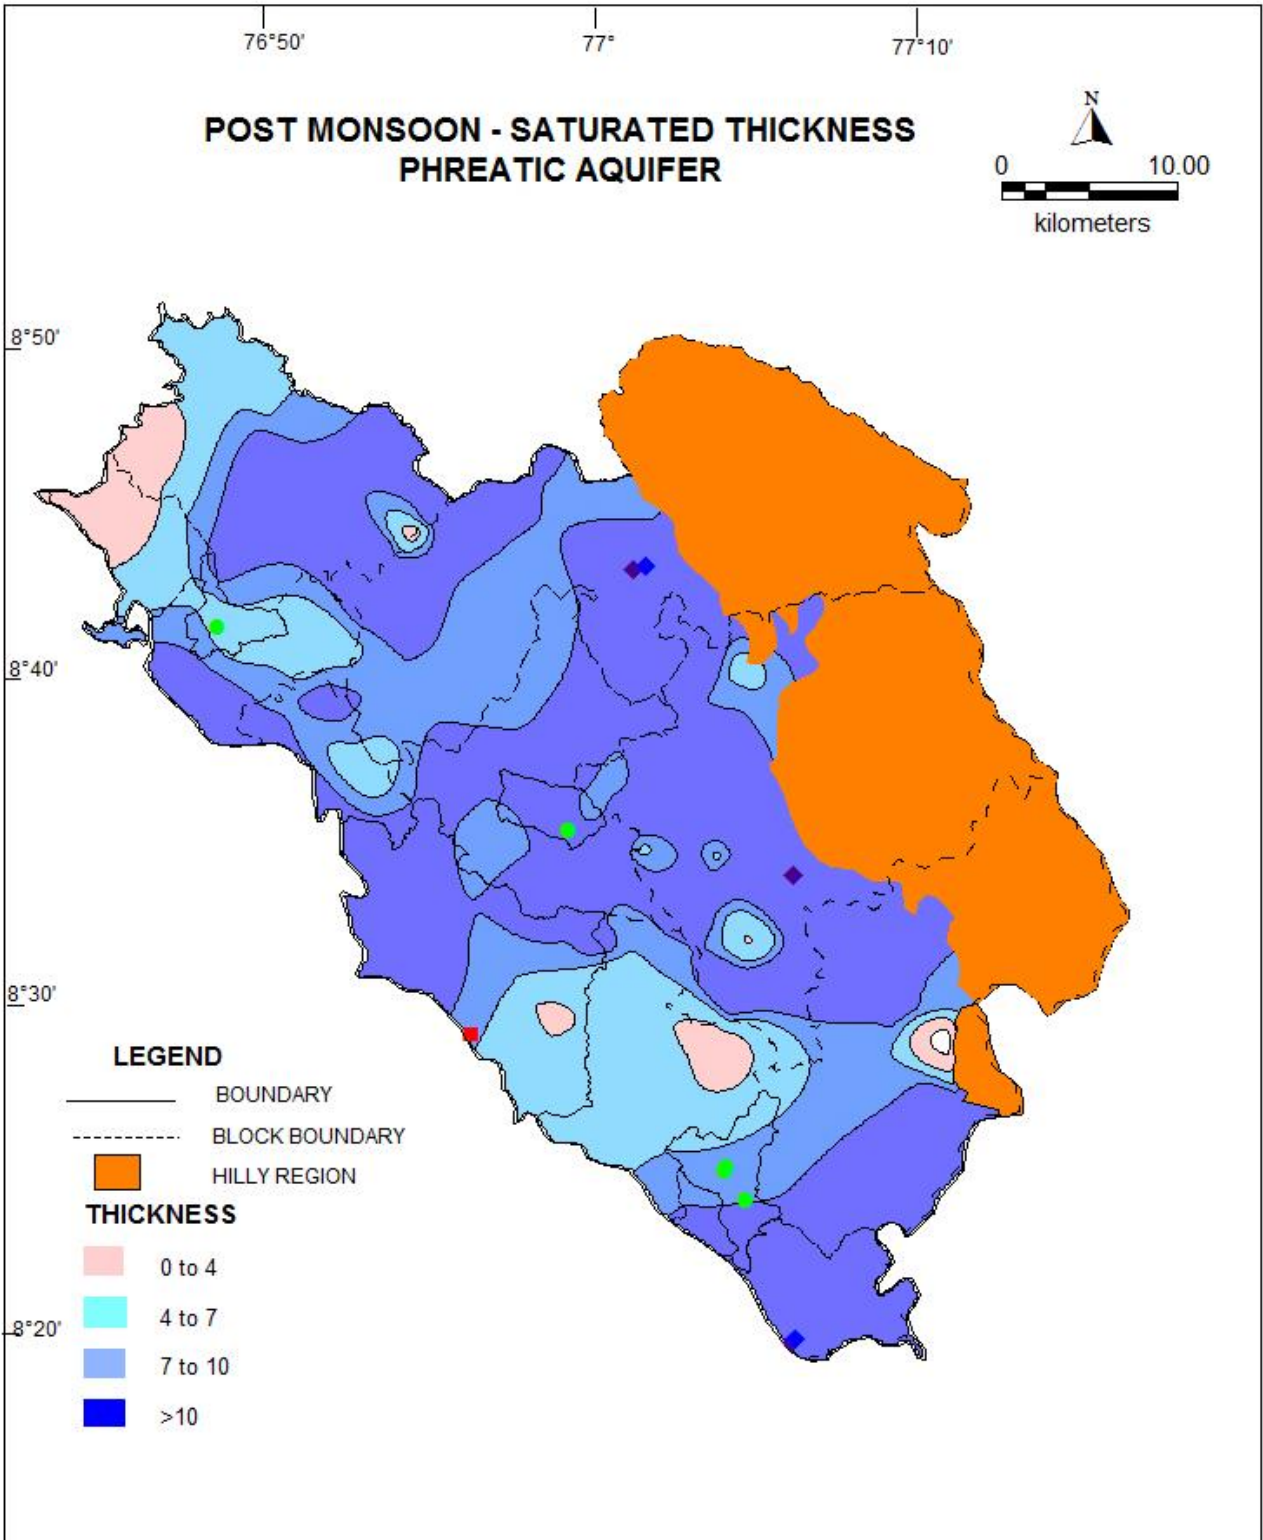 76°50'
77°
77°10'
POST MONSOON - SATURATED THICKNESS
PHREATIC AQUIFER
N
0 10.00
kilometers
8°50'
8°40'
8°30'
LEGEND
BOUNDARY
BLOCK BOUNDARY
HILLY REGION
THICKNESS
0 to 4
4 to 7
8°20'
7 to 10
>10